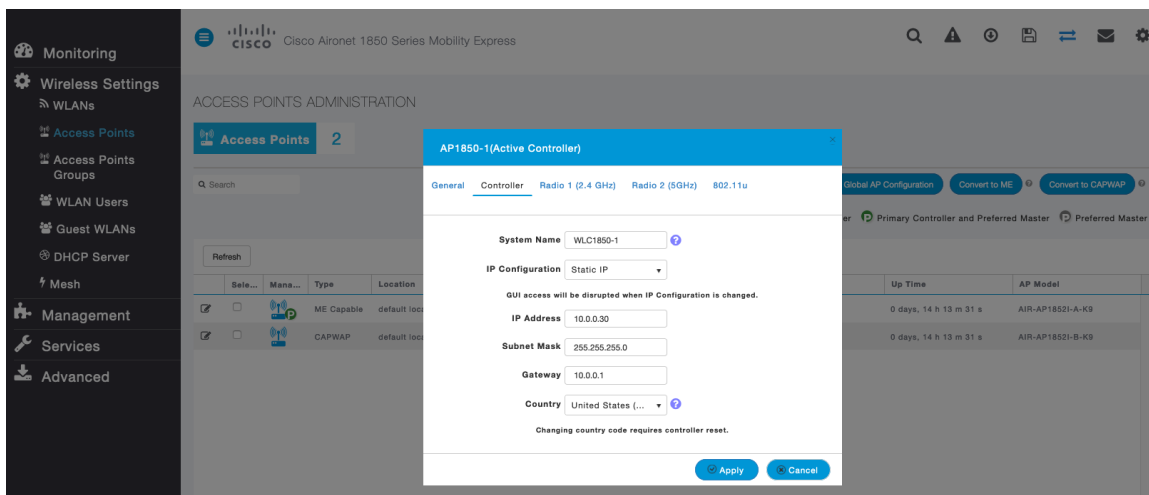 Monitoring
Wireless Settings
WLANs
Access Points
Access Points
Groups
WLAN Users
Guest WLANs
DHCP Server
Mesh
Management
Services
Advanced
CISCO Cisco Aironet 1850 Series Mobility Express
ACCESS POINTS ADMINISTRATION
Access Points 2
Search
Global AP Configuration Convert to ME Convert to CAPWAP
er Primary Controller and Preferred Master Preferred Master
Refresh
Sele... Mana... Type Location Up Time AP Model
ME Capable default loca 0 days, 14 h 13 m 31 s AIR-AP1852I-A-K9
CAPWAP default loca 0 days, 14 h 13 m 31 s AIR-AP1852I-B-K9
AP1850-1(Active Controller)
General Controller Radio 1 (2.4 GHz) Radio 2 (5GHz) 802.11u
System Name WLC1850-1
IP Configuration Static IP
GUI access will be disrupted when IP Configuration is changed.
IP Address 10.0.0.30
Subnet Mask 255.255.255.0
Gateway 10.0.0.1
Country United States (...
Changing country code requires controller reset.
Apply Cancel